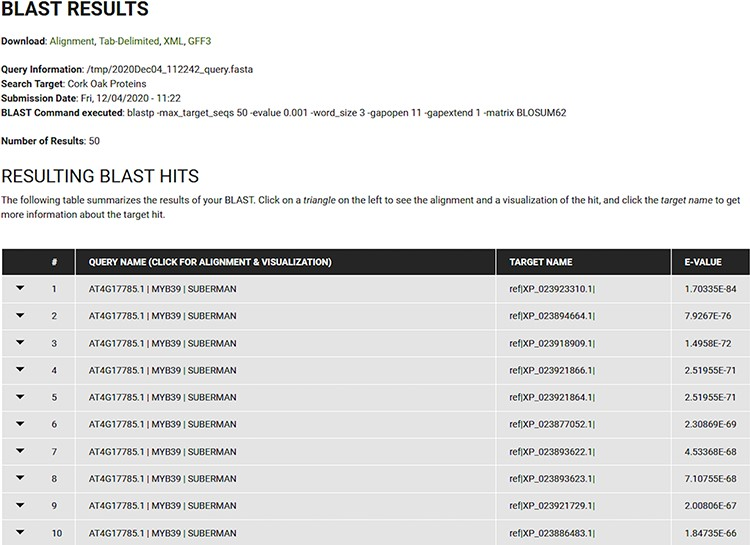 BLAST RESULTS
Download: Alignment, Tab-Delimited, XML, GFF3
Query Information: /tmp/2020Dec04_112242_query.fasta
Search Target: Cork Oak Proteins
Submission Date: Fri, 12/04/2020 - 11:22
BLAST Command executed: blastp -max_target_seqs 50 -evalue 0.001 -word_size 3 -gapopen 11 -gapextend 1 -matrix BLOSUM62
Number of Results: 50
RESULTING BLAST HITS
The following table summarizes the results of your BLAST. Click on a triangle on the left to see the alignment and a visualization of the hit, and click the target name to get
more information about the target hit.
# QUERY NAME (CLICK FOR ALIGNMENT & VISUALIZATION) TARGET NAME E-VALUE
1 AT4G17785.1 | MYB39 | SUBERMAN ref|XP_023923310.1| 1.70335E-84
2 AT4G17785.1 | MYB39 | SUBERMAN ref|XP_023894664.1| 7.9267E-76
3 AT4G17785.1 | MYB39 | SUBERMAN ref|XP_023918909.1| 1.4958E-72
4 AT4G17785.1 | MYB39 | SUBERMAN ref|XP_023921866.1| 2.51955E-71
5 AT4G17785.1 | MYB39 | SUBERMAN ref|XP_023921864.1| 2.51955E-71
6 AT4G17785.1 | MYB39 | SUBERMAN ref|XP_023877052.1| 2.30869E-69
7 AT4G17785.1 | MYB39 | SUBERMAN ref|XP_023893622.1| 4.53368E-68
8 AT4G17785.1 | MYB39 | SUBERMAN ref|XP_023893623.1| 7.10755E-68
9 AT4G17785.1 | MYB39 | SUBERMAN ref|XP_023921729.1| 2.00806E-67
10 AT4G17785.1 | MYB39 | SUBERMAN ref|XP_023886483.1| 1.84735E-66